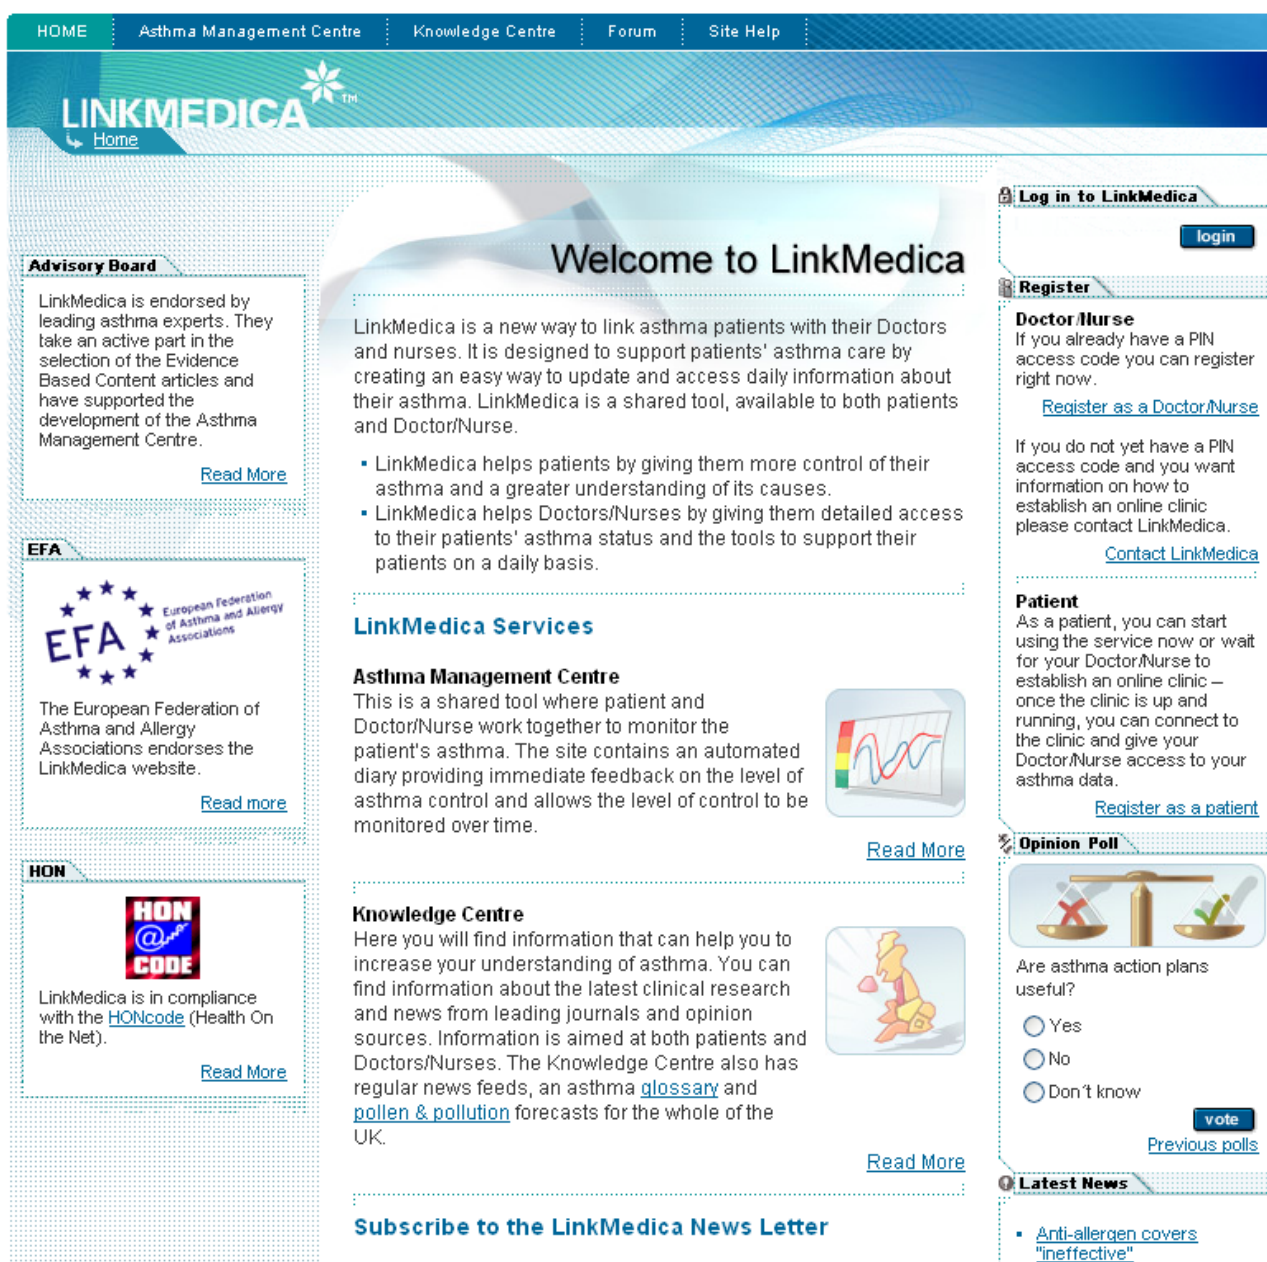 HOME
Asthma Management Centre
Knowledge Centre
Forum
Site Help
LINKMEDICA™
Home
Advisory Board
LinkMedica is endorsed by
leading asthma experts. They
take an active part in the
selection of the Evidence
Based Content articles and
have supported the
development of the Asthma
Management Centre.
Read More
EFA
EFA
European Federation
of Asthma and Allergy
Associations
The European Federation of
Asthma and Allergy
Associations endorses the
LinkMedica website.
Read more
HON
HON
@
CODE
LinkMedica is in compliance
with the HONcode (Health On
the Net).
Read More
Welcome to LinkMedica
LinkMedica is a new way to link asthma patients with their Doctors
and nurses. It is designed to support patients' asthma care by
creating an easy way to update and access daily information about
their asthma. LinkMedica is a shared tool, available to both patients
and Doctor/Nurse.
LinkMedica helps patients by giving them more control of their
asthma and a greater understanding of its causes.
LinkMedica helps Doctors/Nurses by giving them detailed access
to their patients' asthma status and the tools to support their
patients on a daily basis.
LinkMedica Services
Asthma Management Centre
This is a shared tool where patient and
Doctor/Nurse work together to monitor the
patient's asthma. The site contains an automated
diary providing immediate feedback on the level of
asthma control and allows the level of control to be
monitored over time.
Read More
Knowledge Centre
Here you will find information that can help you to
increase your understanding of asthma. You can
find information about the latest clinical research
and news from leading journals and opinion
sources. Information is aimed at both patients and
Doctors/Nurses. The Knowledge Centre also has
regular news feeds, an asthma glossary and
pollen & pollution forecasts for the whole of the
UK.
Read More
Subscribe to the LinkMedica News Letter
Log in to LinkMedica
login
Register
Doctor/Nurse
If you already have a PIN
access code you can register
right now.
Register as a Doctor/Nurse
If you do not yet have a PIN
access code and you want
information on how to
establish an online clinic
please contact LinkMedica.
Contact LinkMedica
Patient
As a patient, you can start
using the service now or wait
for your Doctor/Nurse to
establish an online clinic –
once the clinic is up and
running, you can connect to
the clinic and give your
Doctor/Nurse access to your
asthma data.
Register as a patient
Opinion Poll
Are asthma action plans
useful?
Yes
No
Don´t know
vote
Previous polls
Latest News
Anti-allergen covers
"ineffective"